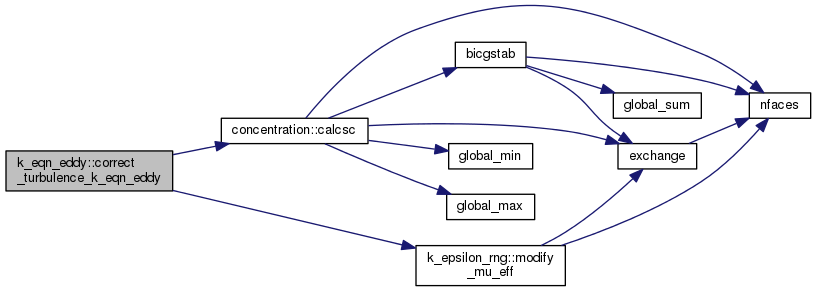 k_eqn_eddy::correct
_turbulence_k_eqn_eddy
concentration::calcsc
bicgstab
global_sum
nfaces
global_min
exchange
global_max
k_epsilon_rng::modify
_mu_eff